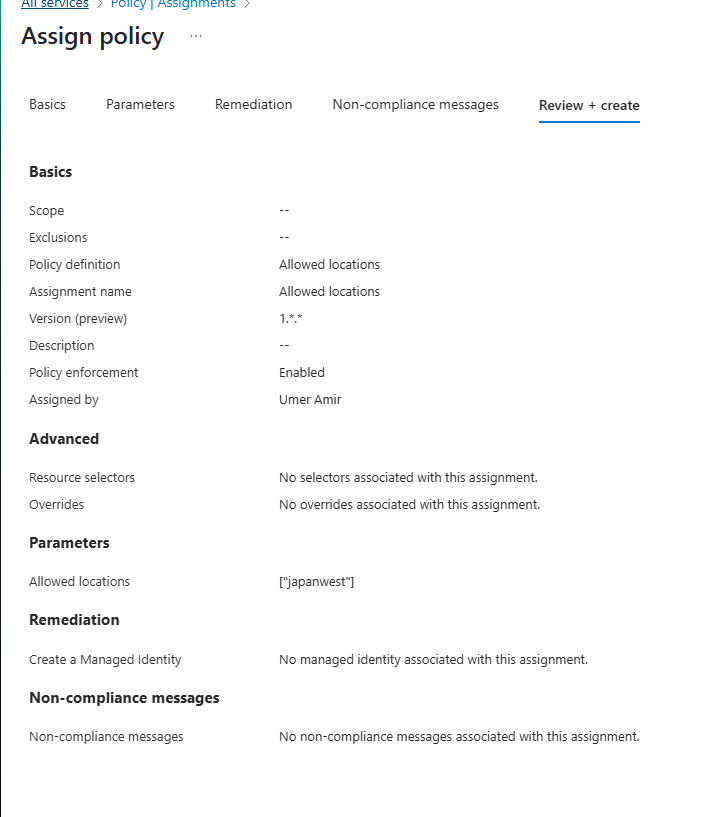 All services > Policy | Assignments >
Assign policy ...
Basics Parameters Remediation Non-compliance messages Review + create
Basics
Scope --
Exclusions --
Policy definition Allowed locations
Assignment name Allowed locations
Version (preview) 1.*.*
Description --
Policy enforcement Enabled
Assigned by Umer Amir
Advanced
Resource selectors No selectors associated with this assignment.
Overrides No overrides associated with this assignment.
Parameters
Allowed locations ["japanwest"]
Remediation
Create a Managed Identity No managed identity associated with this assignment.
Non-compliance messages
Non-compliance messages No non-compliance messages associated with this assignment.